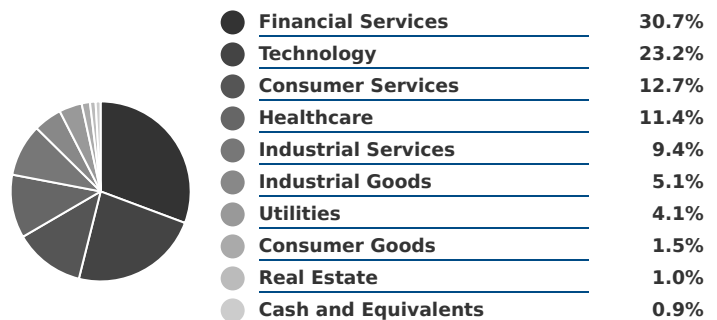 Financial Services 30.7%
Technology 23.2%
Consumer Services 12.7%
Healthcare 11.4%
Industrial Services 9.4%
Industrial Goods 5.1%
Utilities 4.1%
Consumer Goods 1.5%
Real Estate 1.0%
Cash and Equivalents 0.9%